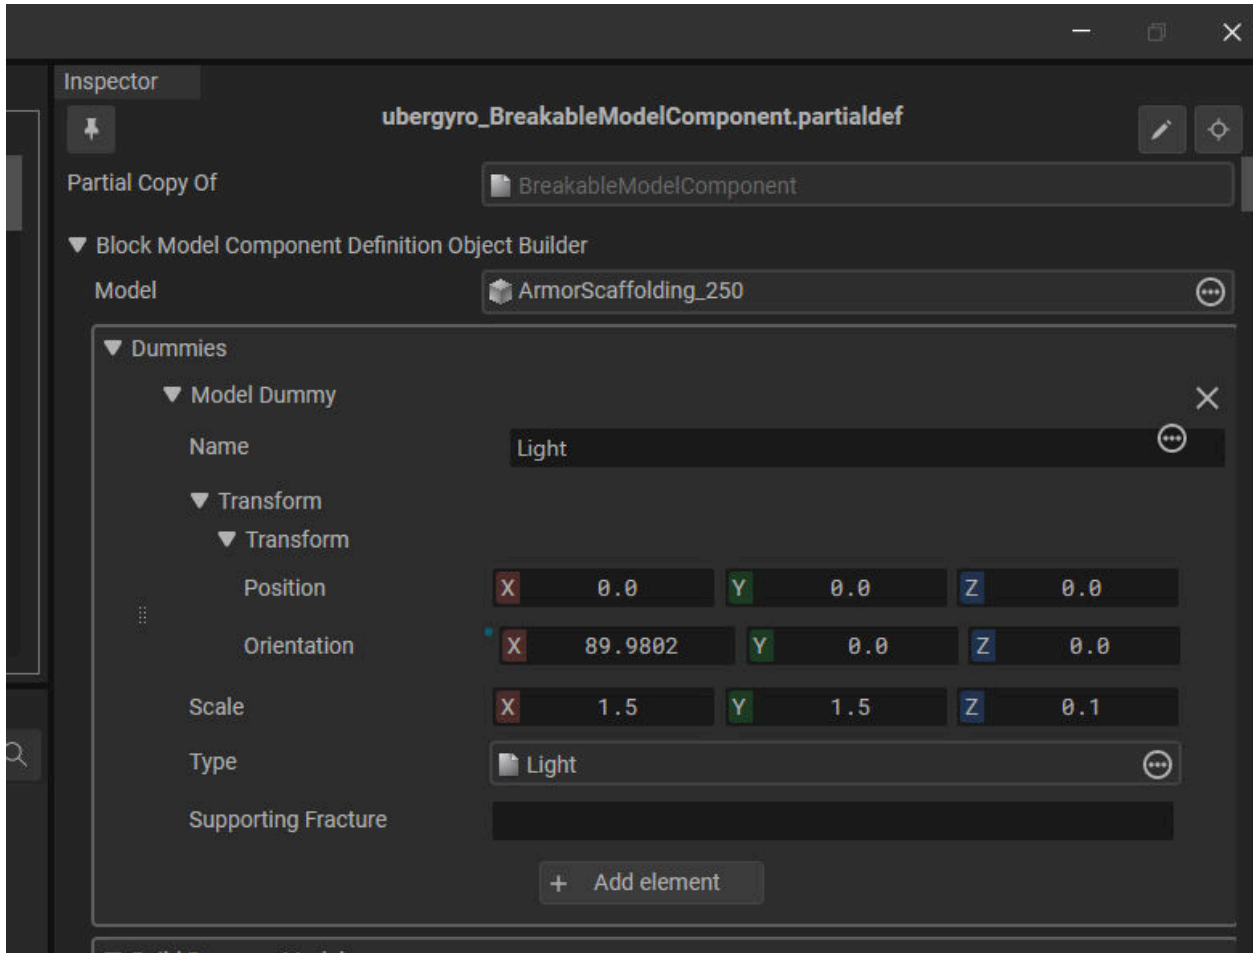 Inspector
ubergyro_BreakableModelComponent.partialdef
Partial Copy Of BreakableModelComponent
Block Model Component Definition Object Builder
Model ArmorScaffolding_250
Dummies
Model Dummy
Name Light
Transform
Transform
Position X 0.0 Y 0.0 Z 0.0
Orientation X 89.9802 Y 0.0 Z 0.0
Scale X 1.5 Y 1.5 Z 0.1
Type Light
Supporting Fracture
+ Add element